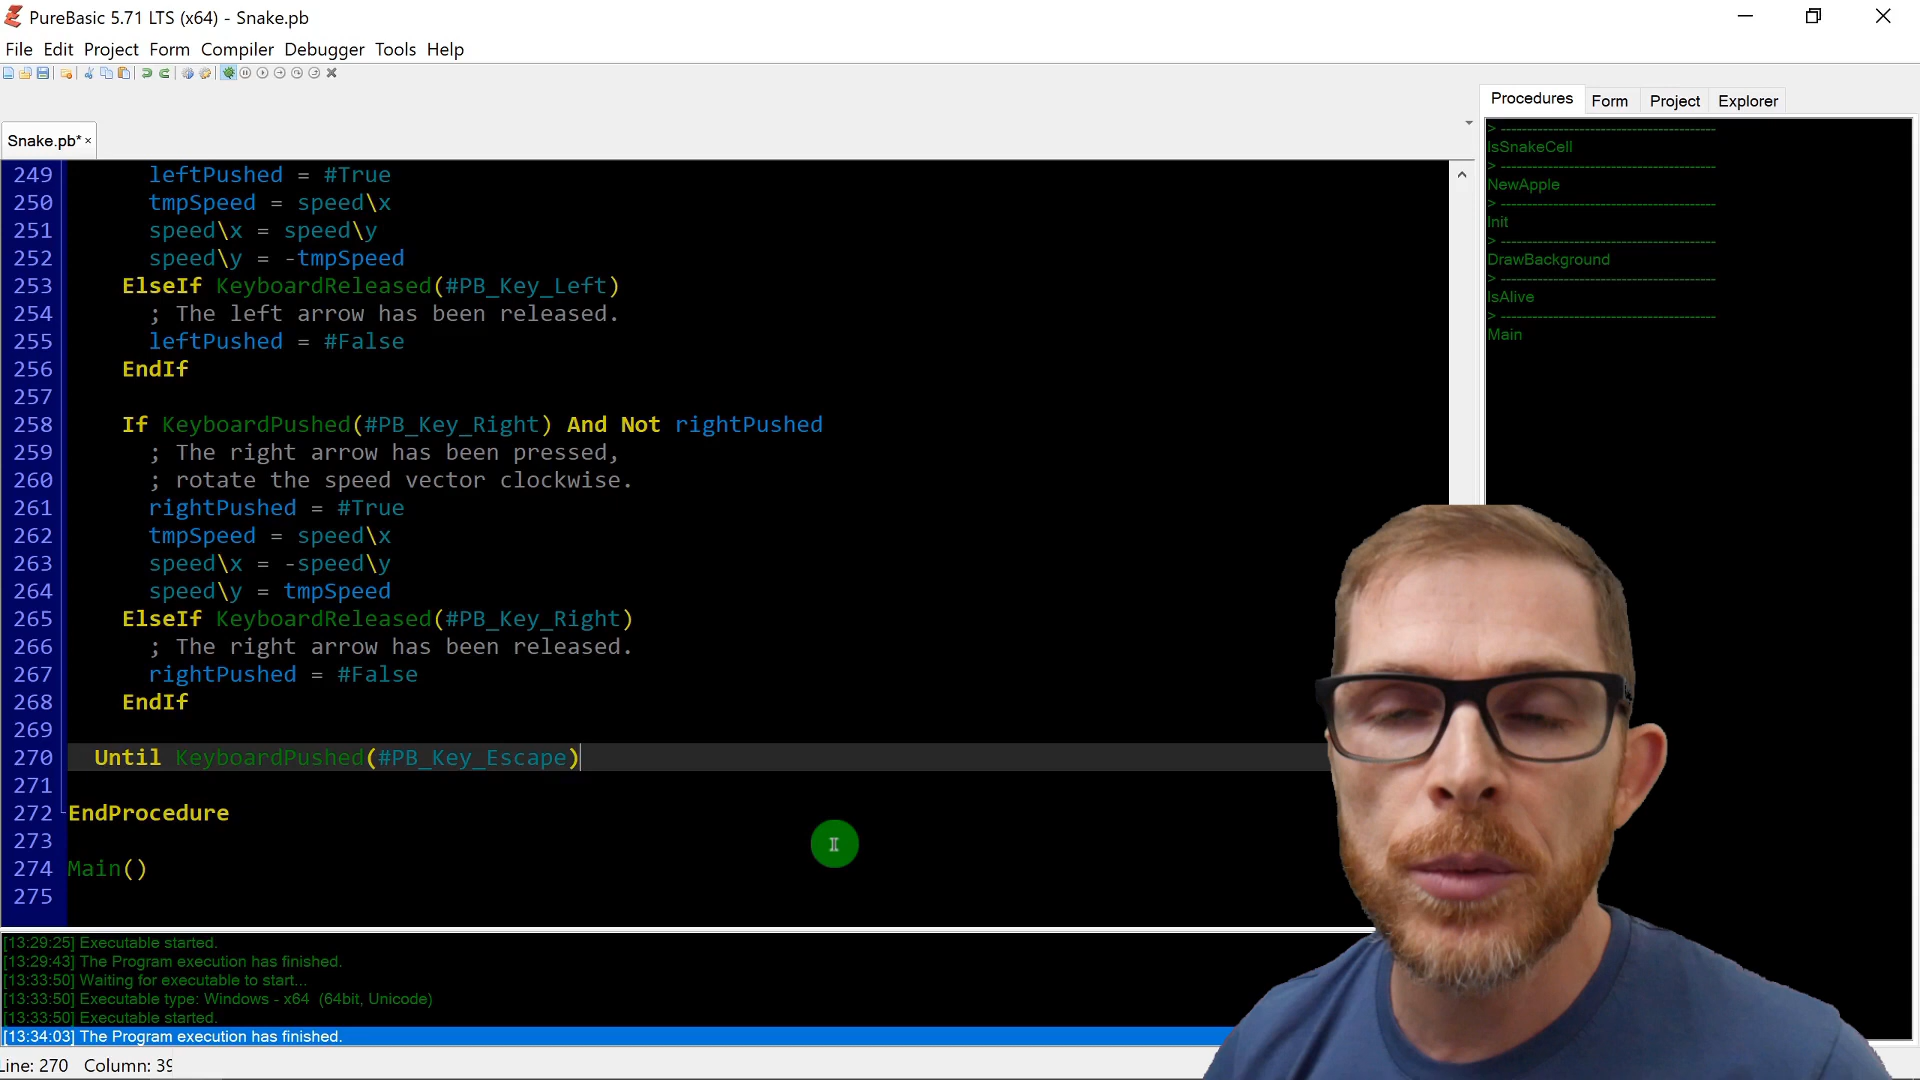 PureBasic 5.71 LTS (x64) - Snake.pb
File Edit Project Form Compiler Debugger Tools Help
Procedures Form Project Explorer
Snake.pb*
> ----------------------------------------
IsSnakeCell
> ----------------------------------------
NewApple
> ----------------------------------------
Init
> ----------------------------------------
DrawBackground
> ----------------------------------------
IsAlive
> ----------------------------------------
Main
249 leftPushed = #True
250 tmpSpeed = speed\x
251 speed\x = speed\y
252 speed\y = -tmpSpeed
253 ElseIf KeyboardReleased(#PB_Key_Left)
254 ; The left arrow has been released.
255 leftPushed = #False
256 EndIf
257
258 If KeyboardPushed(#PB_Key_Right) And Not rightPushed
259 ; The right arrow has been pressed,
260 ; rotate the speed vector clockwise.
261 rightPushed = #True
262 tmpSpeed = speed\x
263 speed\x = -speed\y
264 speed\y = tmpSpeed
265 ElseIf KeyboardReleased(#PB_Key_Right)
266 ; The right arrow has been released.
267 rightPushed = #False
268 EndIf
269
270 Until KeyboardPushed(#PB_Key_Escape)
271
272 EndProcedure
273
274 Main()
275
[13:29:25] Executable started.
[13:29:43] The Program execution has finished.
[13:33:50] Waiting for executable to start...
[13:33:50] Executable type: Windows - x64 (64bit, Unicode)
[13:33:50] Executable started.
[13:34:03] The Program execution has finished.
Line: 270 Column: 39